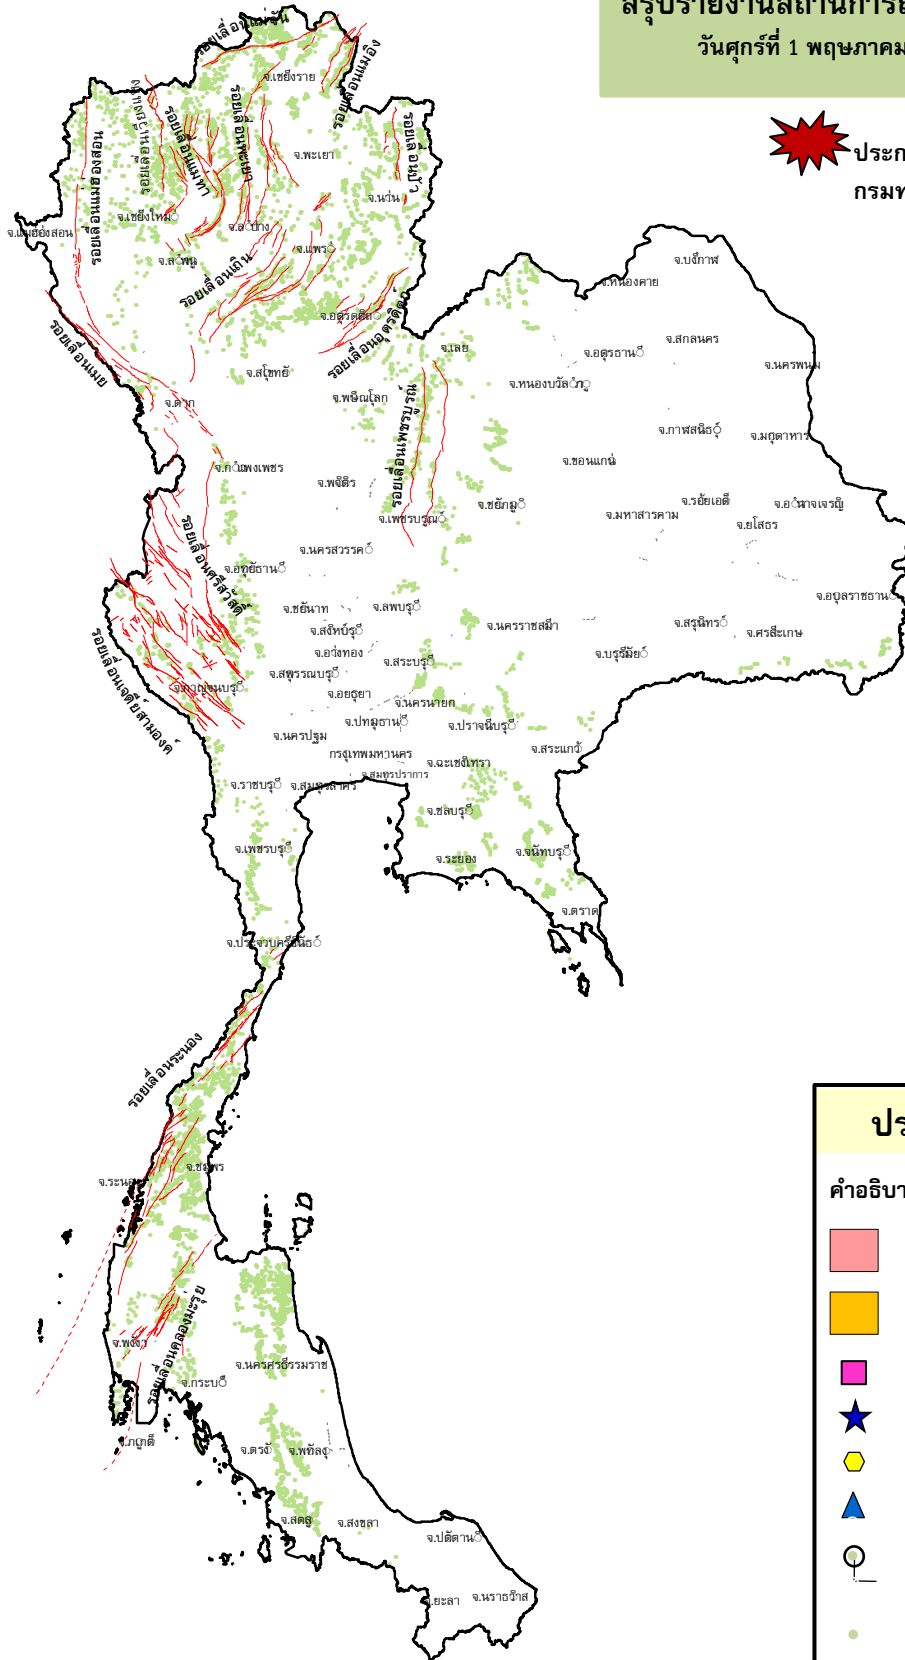 วันศุกร์ที่ 1 พฤษภาคม
ประก
กรมท
รอยเลื่อนแม่จัน
จ.เชียงราย
รอยเลื่อนแม่อิง
รอยเลื่อนแม่ฮ่องสอน
รอยเลื่อนแม่ทา
รอยเลื่อนพะเยา
รอยเลื่อนปัว
จ.พะเยา
จ.น่าน
จ.เชียงใหม่
จ.แม่ฮ่องสอน
จ.ลำปาง
จ.แพร่
จ.ลำพูน
รอยเลื่อนเถิน
จ.บึงกาฬ
จ.หนองคาย
จ.อุตรดิตถ์
รอยเลื่อนอุตรดิตถ์
รอยเลื่อนเมย
จ.เลย
จ.อุดรธานี
จ.สกลนคร
จ.นครพนม
จ.สุโขทัย
จ.หนองบัวลำภู
จ.ตาก
จ.พิษณุโลก
รอยเลื่อนเพชรบูรณ์
จ.กาฬสินธุ์
จ.มุกดาหาร
จ.กำแพงเพชร
จ.พิจิตร
จ.ขอนแก่น
จ.ชัยภูมิ
จ.ร้อยเอ็ด
จ.อำนาจเจริญ
จ.เพชรบูรณ์
จ.มหาสารคาม
จ.ยโสธร
รอยเลื่อนศรีสวัสดิ์
จ.นครสวรรค์
จ.อุทัยธานี
จ.อุบลราชธานี
จ.ชัยนาท
จ.ลพบุรี
จ.นครราชสีมา
จ.สุรินทร์
จ.ศรีสะเกษ
จ.สิงห์บุรี
จ.อ่างทอง
จ.สระบุรี
จ.บุรีรัมย์
จ.สุพรรณบุรี
จ.กาญจนบุรี
จ.อยุธยา
จ.นครนายก
รอยเลื่อนเจดีย์สามองค์
จ.ปทุมธานี
จ.ปราจีนบุรี
จ.นครปฐม
จ.สระแก้ว
กรุงเทพมหานคร
จ.ฉะเชิงเทรา
จ.สมุทรปราการ
จ.ราชบุรี
จ.สมุทรสาคร
จ.ชลบุรี
จ.เพชรบุรี
จ.ระยอง
จ.จันทบุรี
จ.ตราด
จ.ประจวบคีรีขันธ์
รอยเลื่อนระนอง
จ.ชุมพร
จ.ระนอง
รอยเลื่อนคลองมะรุ่ย
จ.พังงา
จ.นครศรีธรรมราช
จ.กระบี่
จ.ภูเก็ต
จ.ตรัง
จ.พัทลุง
จ.สตูล
จ.สงขลา
จ.ปัตตานี
จ.ยะลา
จ.นราธิวาส
ประ
คำอธิบา